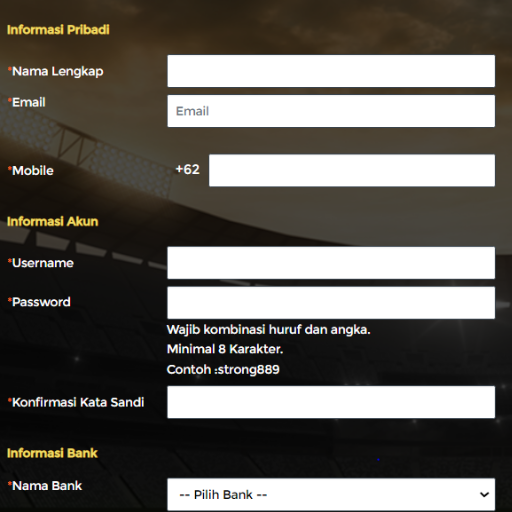 Informasi Pribadi
*Nama Lengkap
*Email
Email
*Mobile
+62
Informasi Akun
*Username
*Password
Wajib kombinasi huruf dan angka.
Minimal 8 Karakter.
Contoh :strong889
*Konfirmasi Kata Sandi
Informasi Bank
*Nama Bank
-- Pilih Bank --